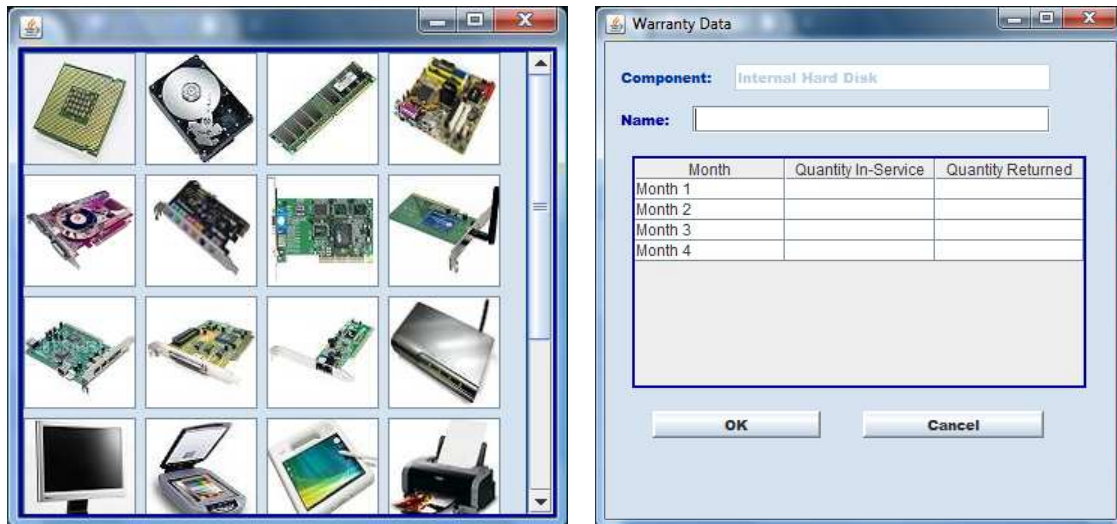 Warranty Data
Component: Internal Hard Disk
Name:
Month Quantity In-Service Quantity Returned
Month 1
Month 2
Month 3
Month 4
OK Cancel